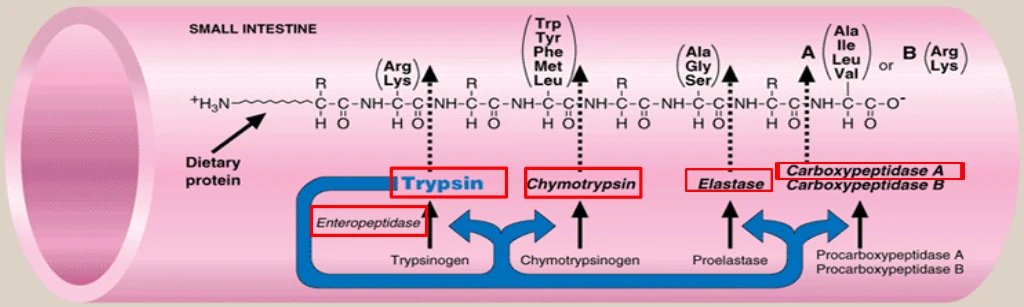 SMALL INTESTINE
Trp
Tyr
Phe
Met
Leu
Arg
Lys
Ala
Gly
Ser
A
Ala
Ile
Leu
Val
or
B
Arg
Lys
R R R R R
⁺H₃N C-C-NH-C-C-NH-C-C-NH-C-C-NH-C-C-NH-C-C-NH-C-C-NH-C-C-O⁻
H O H O H O H O H O H O H O H O
Dietary
protein
Trypsin
Chymotrypsin
Elastase
Carboxypeptidase A
Carboxypeptidase B
Enteropeptidase
Trypsinogen
Chymotrypsinogen
Proelastase
Procarboxypeptidase A
Procarboxypeptidase B